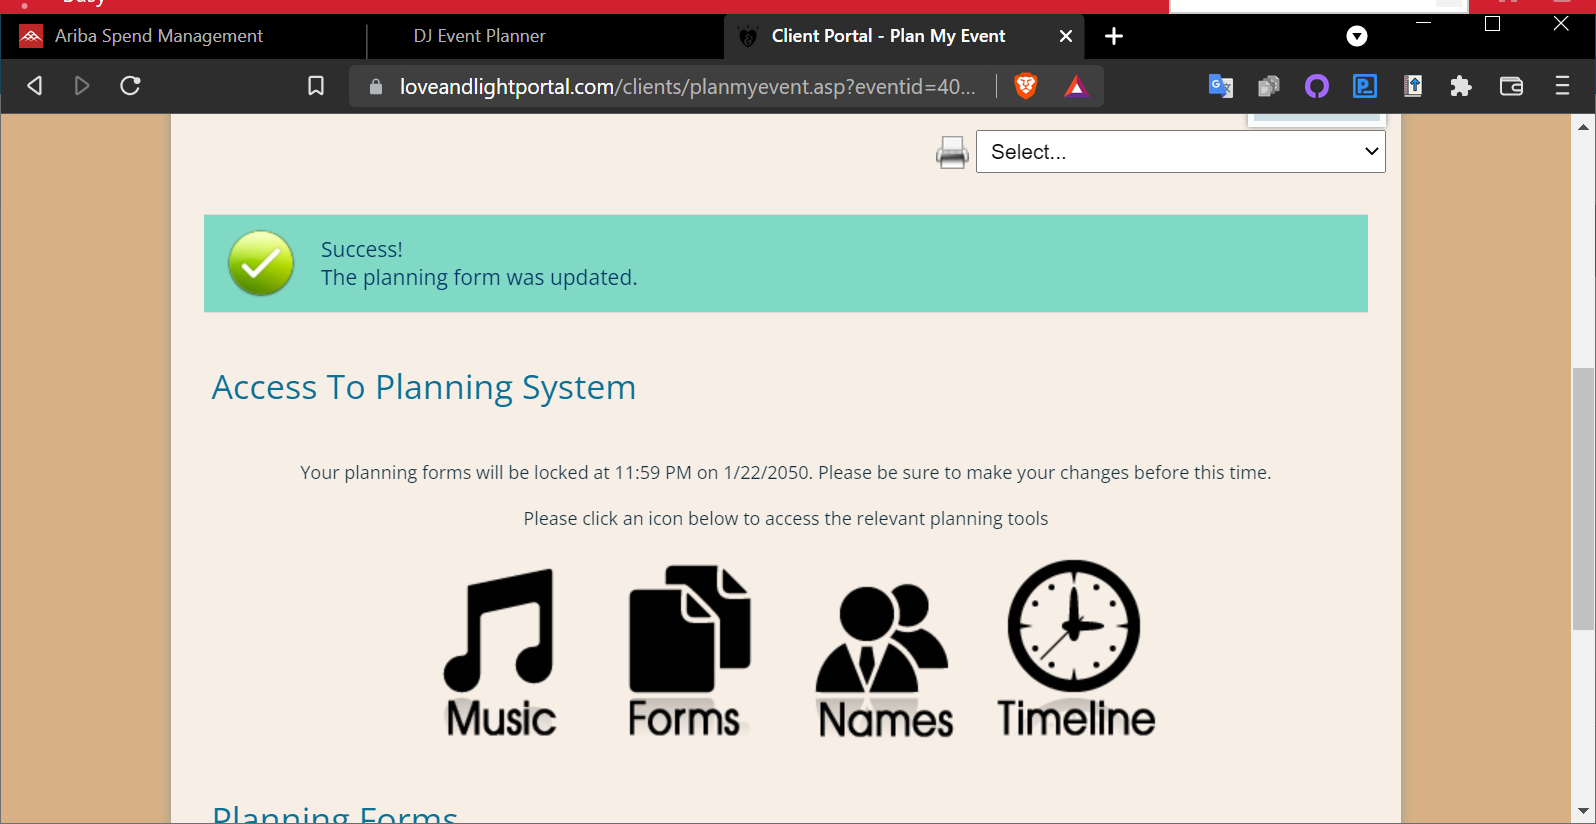 Busy
Ariba Spend Management
DJ Event Planner
Client Portal - Plan My Event
loveandlightportal.com/clients/planmyevent.asp?eventid=40...
Select...
Success!
The planning form was updated.
Access To Planning System
Your planning forms will be locked at 11:59 PM on 1/22/2050. Please be sure to make your changes before this time.
Please click an icon below to access the relevant planning tools
Music
Forms
Names
Timeline
Planning Forms